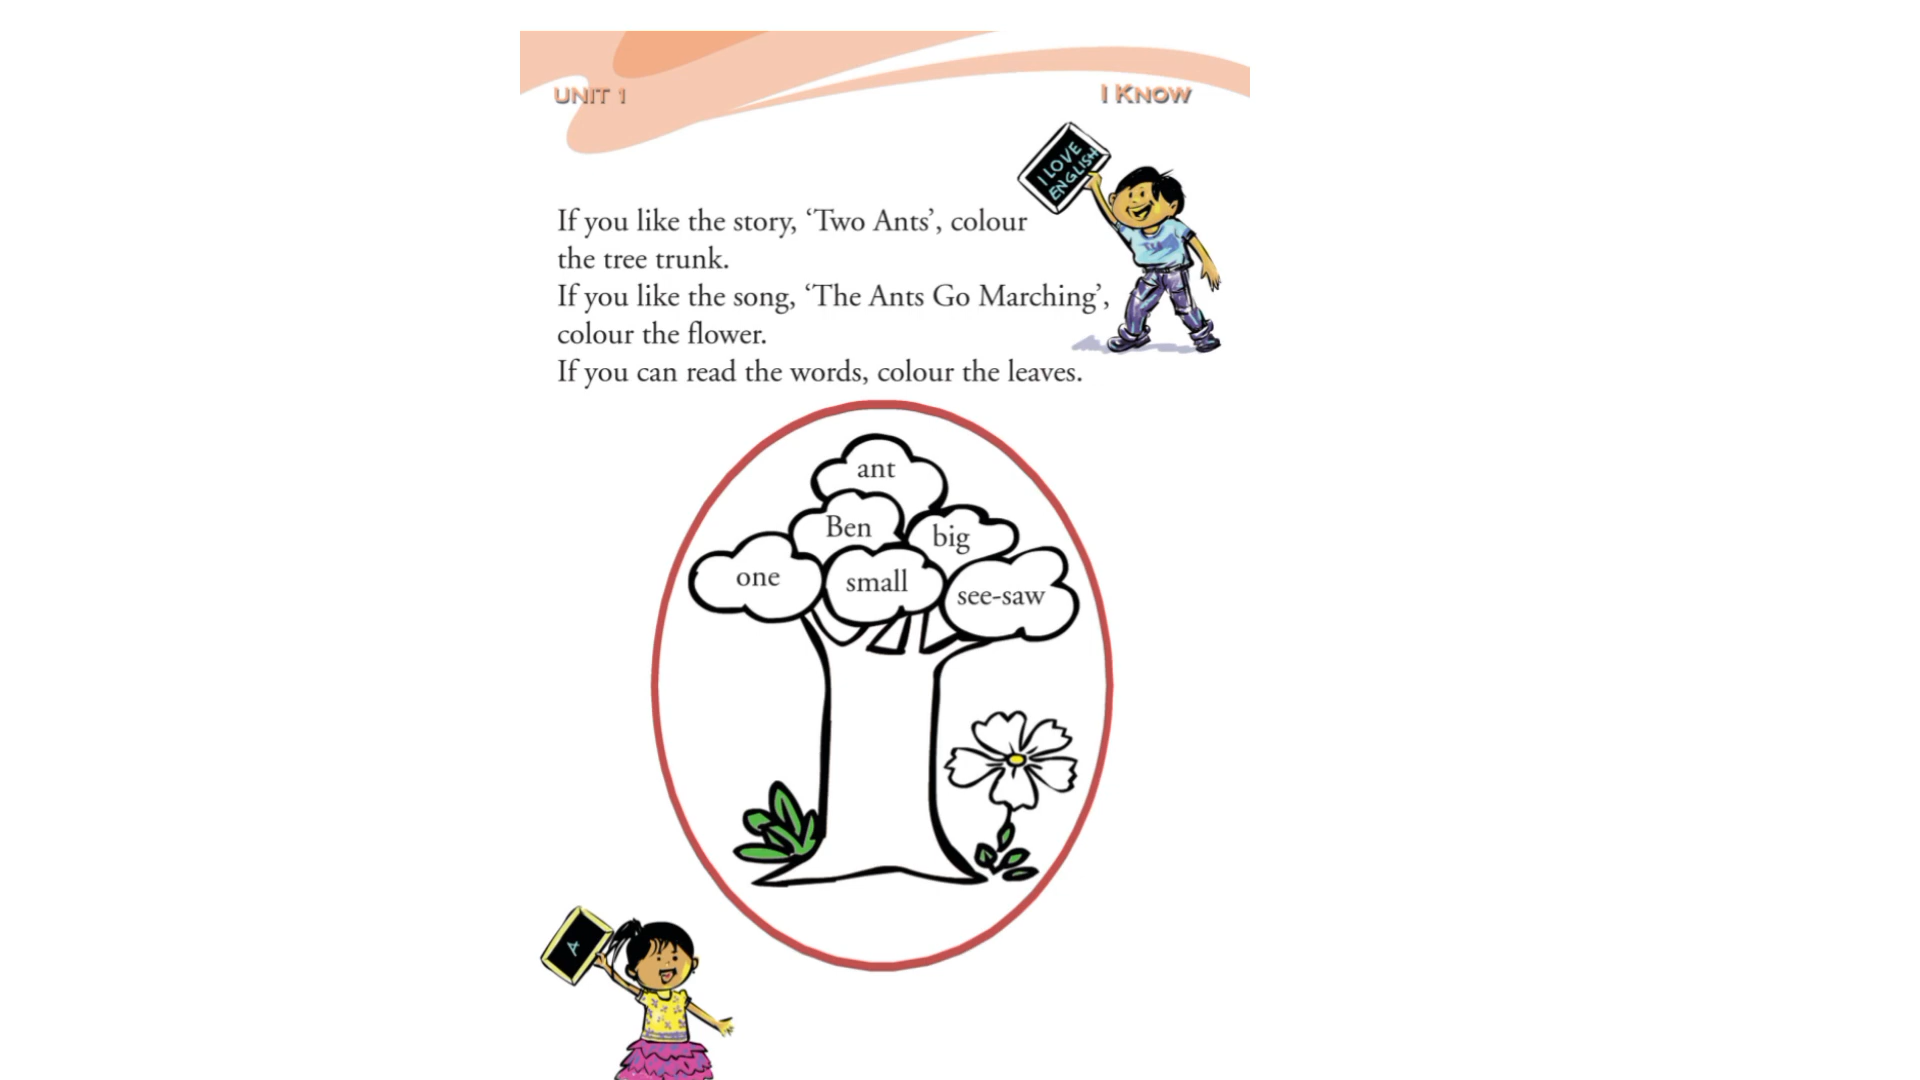 UNIT 1
I KNOW
I LOVE
ENGLISH
If you like the story, ‘Two Ants’, colour
the tree trunk.
If you like the song, ‘The Ants Go Marching’,
colour the flower.
If you can read the words, colour the leaves.
ant
Ben
big
one
small
see-saw
A